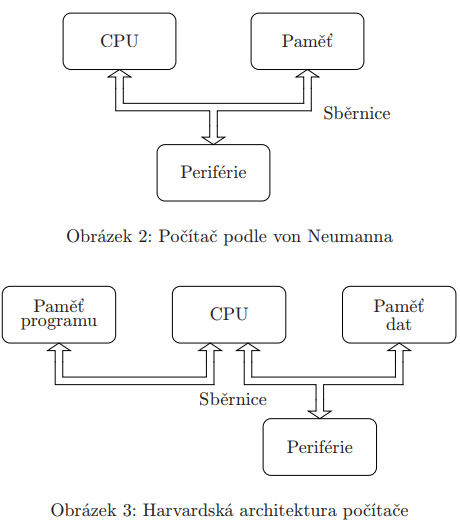 CPU
Paměť
Sběrnice
Periférie
Obrázek 2: Počítač podle von Neumanna
Paměť
programu
CPU
Paměť
dat
Sběrnice
Periférie
Obrázek 3: Harvardská architektura počítače